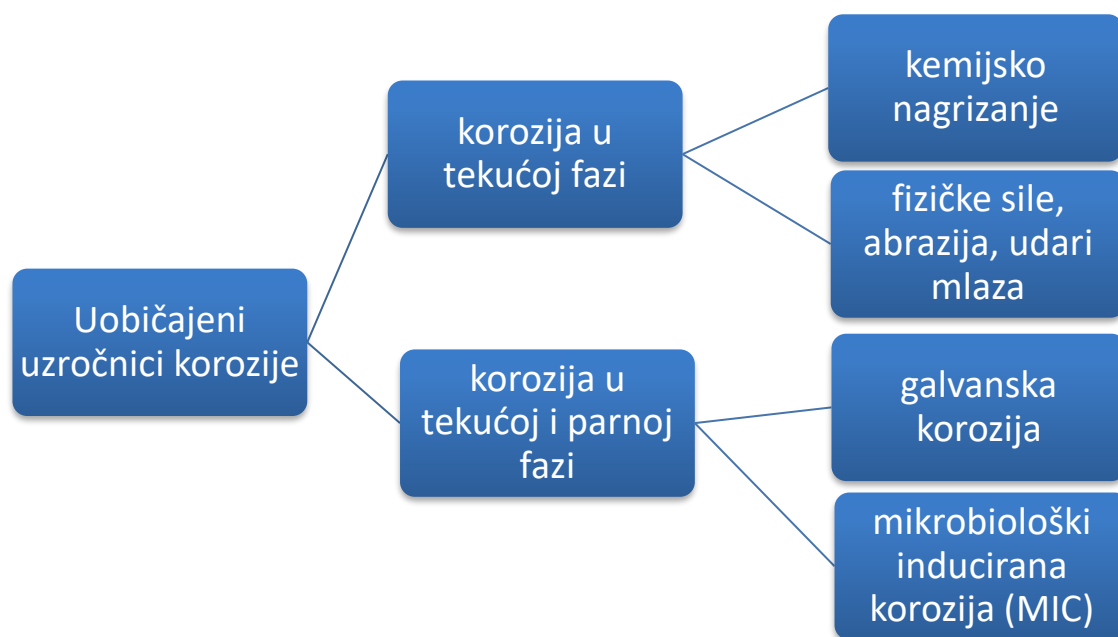 Uobičajeni
uzročnici korozije
korozija u
tekućoj fazi
kemijsko
nagrizanje
fizičke sile,
abrazija, udari
mlaza
korozija u
tekućoj i parnoj
fazi
galvanska
korozija
mikrobiološki
inducirana
korozija (MIC)